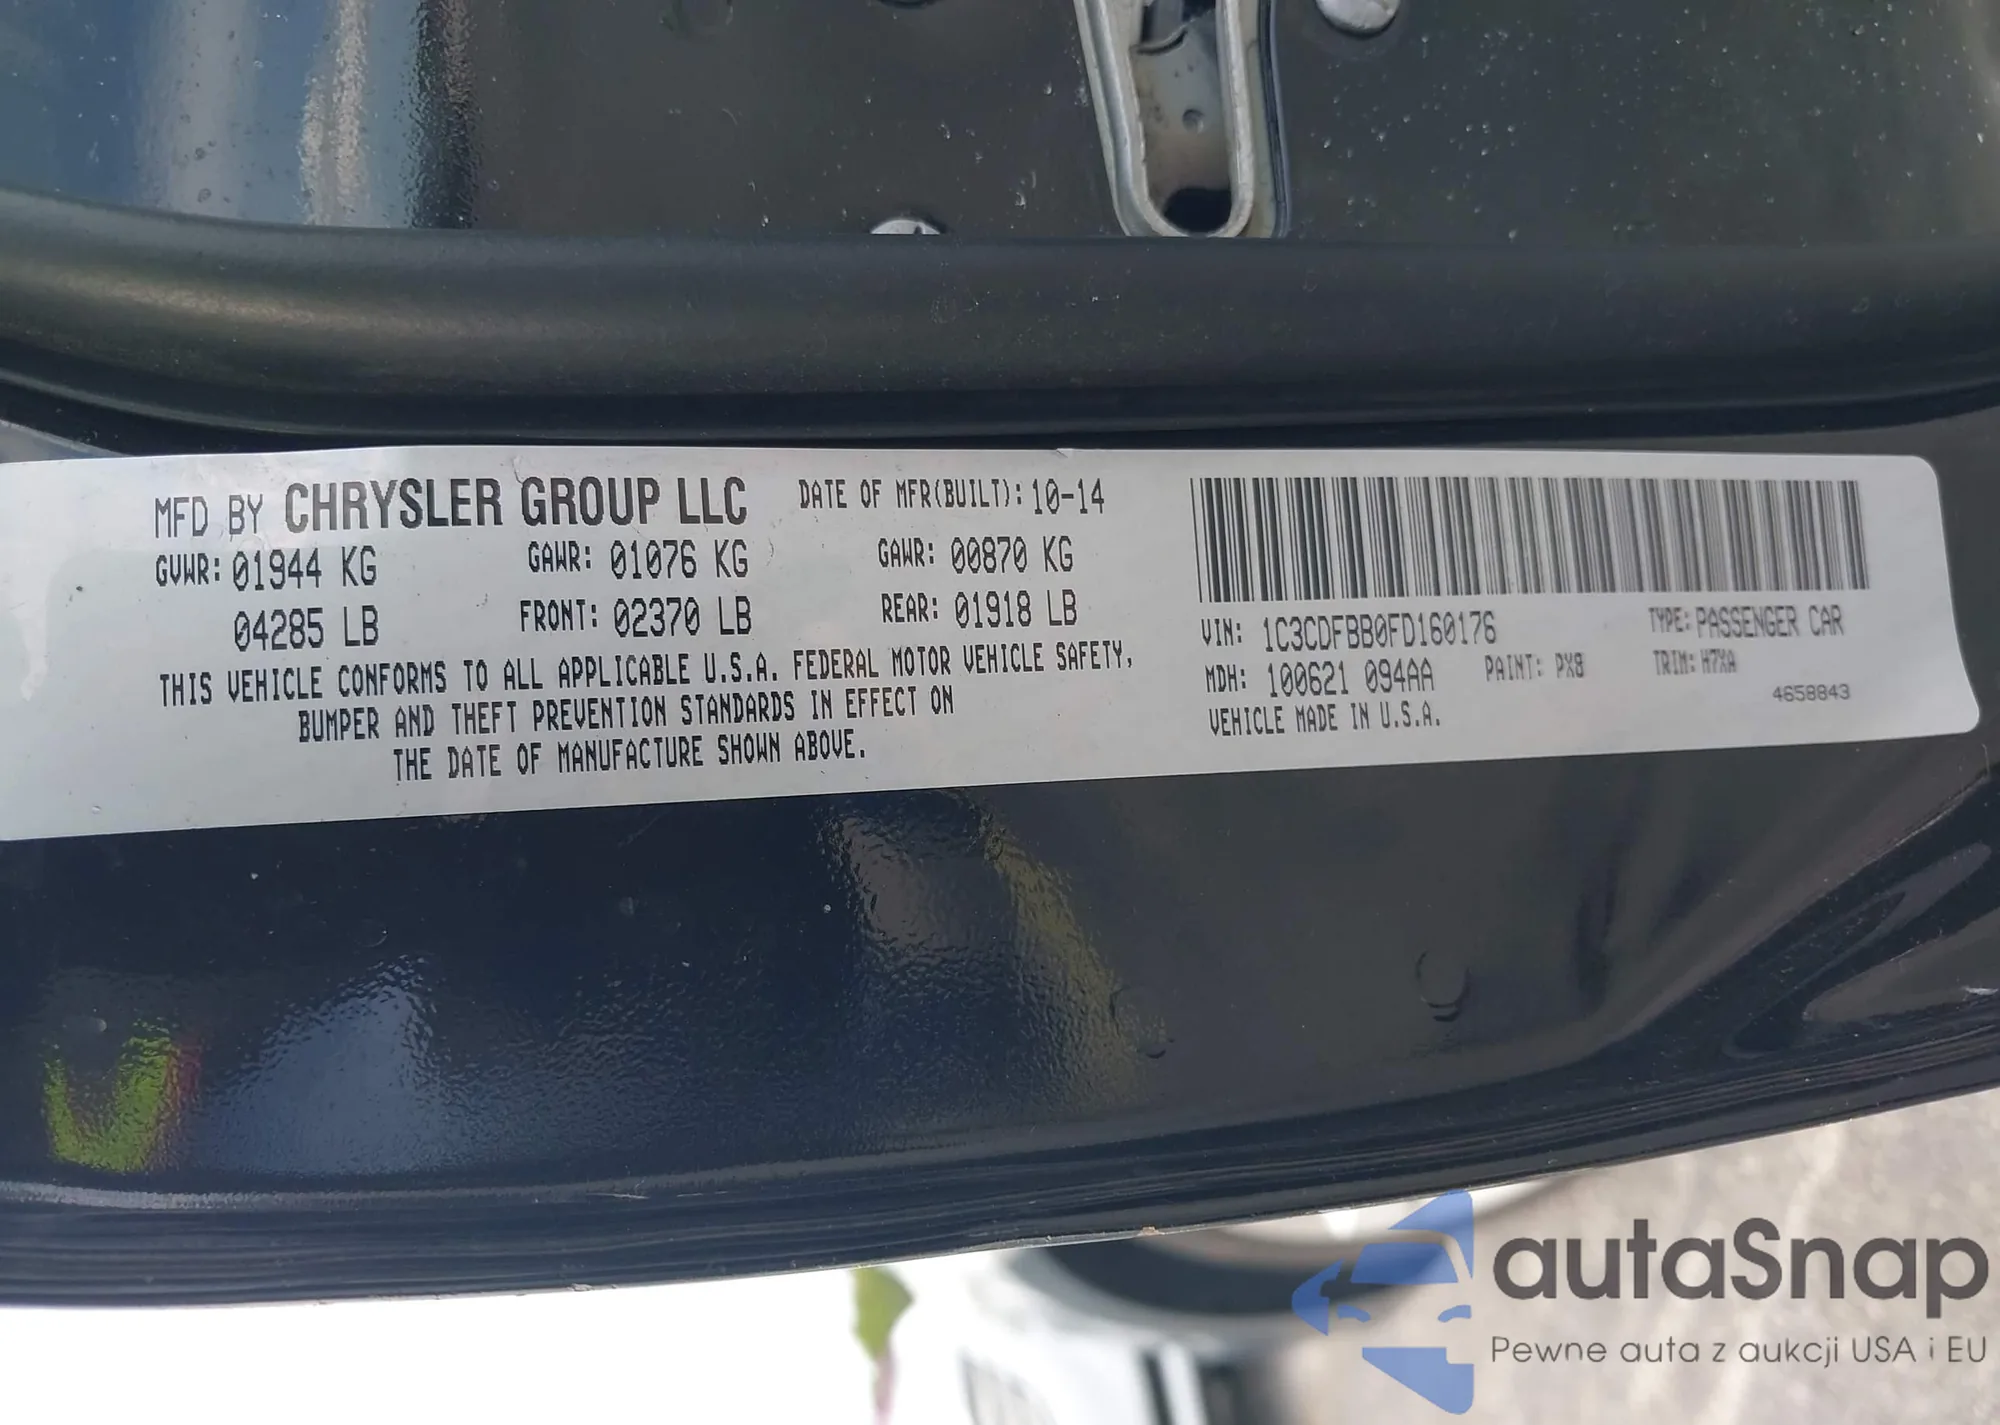 MFD BY CHRYSLER GROUP LLC DATE OF MFR(BUILT): 10-14
GVWR: 01944 KG GAWR: 01076 KG GAWR: 00870 KG
04285 LB FRONT: 02370 LB REAR: 01918 LB
THIS VEHICLE CONFORMS TO ALL APPLICABLE U.S.A. FEDERAL MOTOR VEHICLE SAFETY,
BUMPER AND THEFT PREVENTION STANDARDS IN EFFECT ON
THE DATE OF MANUFACTURE SHOWN ABOVE.
VIN: 1C3CDFBB0FD160176 TYPE: PASSENGER CAR
MDH: 100621 094AA PAINT: PX8 TRIM: H7XA
VEHICLE MADE IN U.S.A. 4658843
autaSnap
Pewne auta z aukcji USA i EU